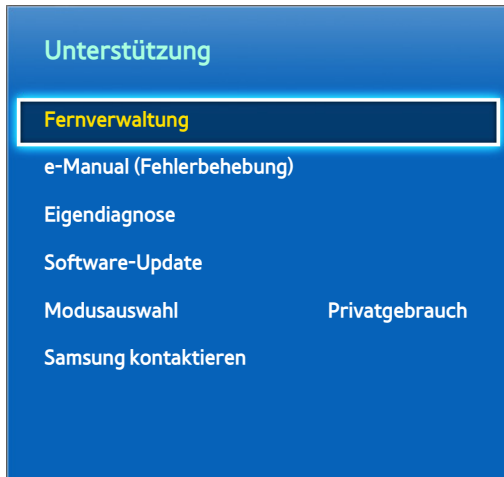 Unterstützung
Fernverwaltung
e-Manual (Fehlerbehebung)
Eigendiagnose
Software-Update
Modusauswahl Privatgebrauch
Samsung kontaktieren